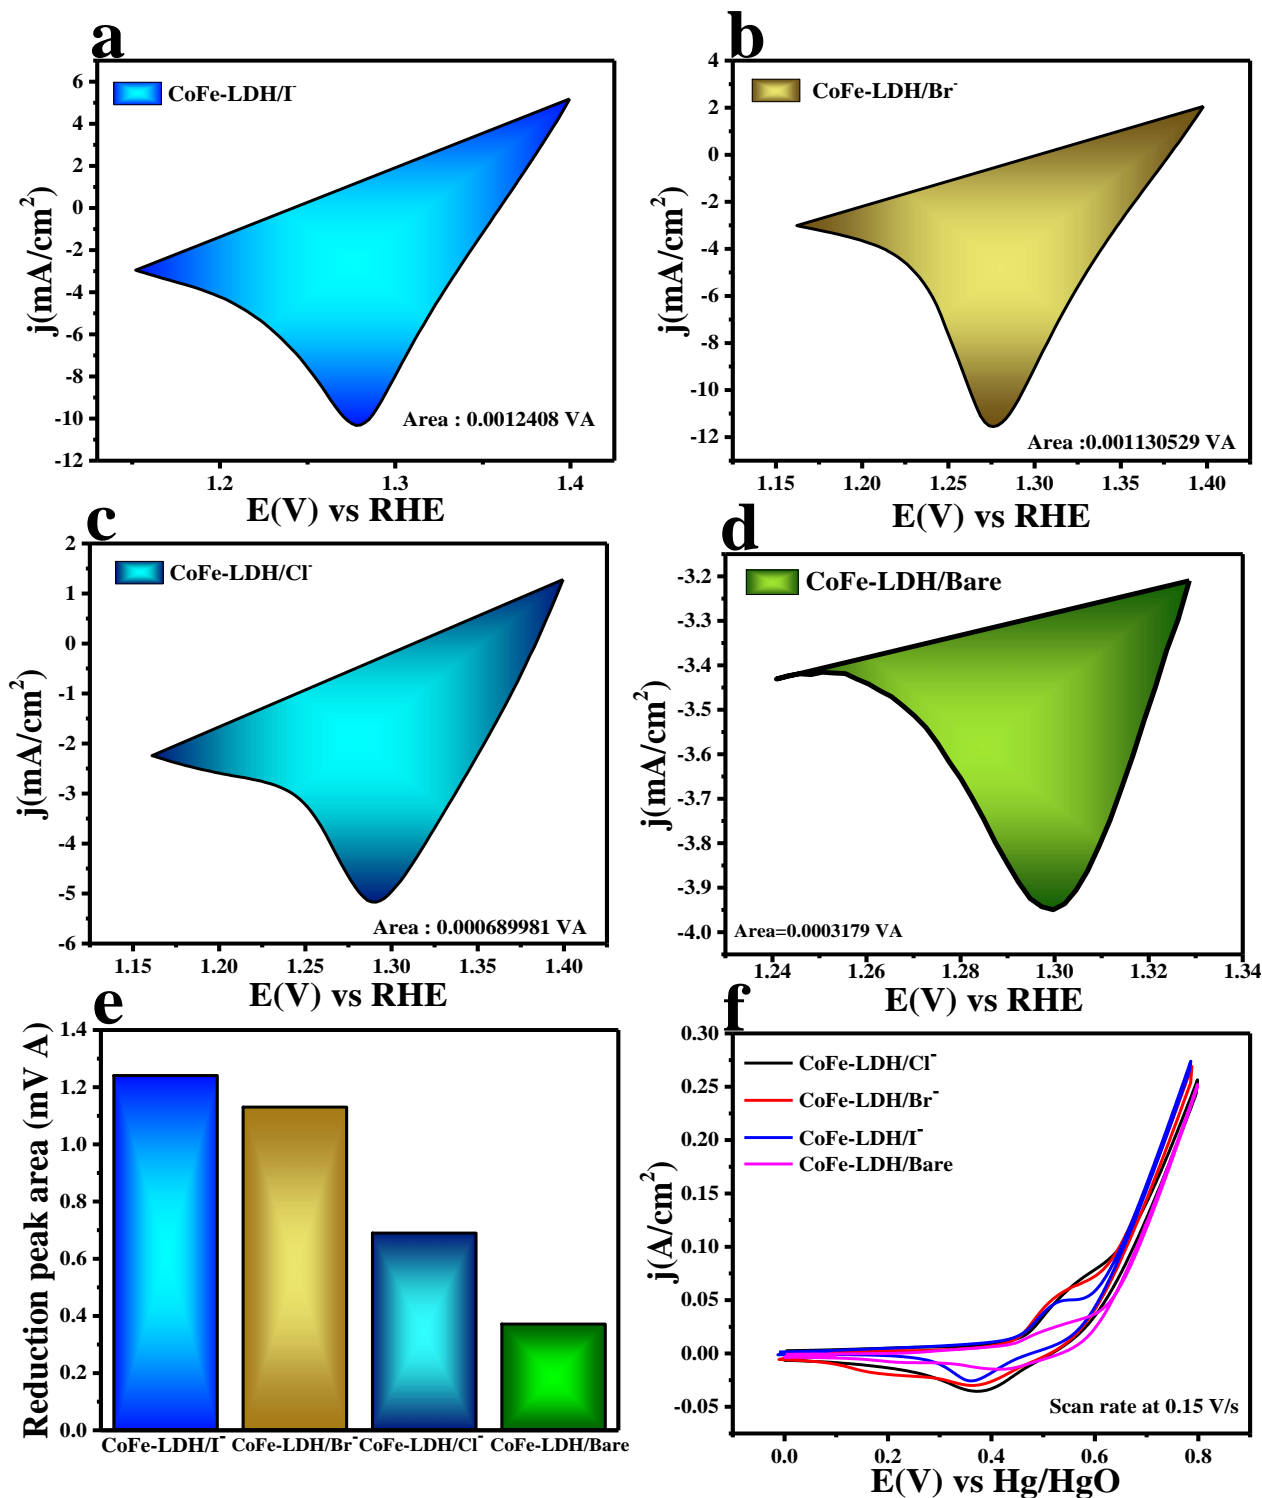 a
CoFe-LDH/I-
6
4
2
0
-2
-4
-6
-8
-10
-12
j(mA/cm2)
Area : 0.0012408 VA
1.2 1.3 1.4
E(V) vs RHE
b
CoFe-LDH/Br-
4
2
0
-2
-4
-6
-8
-10
-12
j(mA/cm2)
Area :0.001130529 VA
1.15 1.20 1.25 1.30 1.35 1.40
E(V) vs RHE
c
CoFe-LDH/Cl-
2
1
0
-1
-2
-3
-4
-5
-6
j(mA/cm2)
Area : 0.000689981 VA
1.15 1.20 1.25 1.30 1.35 1.40
E(V) vs RHE
d
CoFe-LDH/Bare
-3.2
-3.3
-3.4
-3.5
-3.6
-3.7
-3.8
-3.9
-4.0
j(mA/cm2)
Area=0.0003179 VA
1.24 1.26 1.28 1.30 1.32 1.34
E(V) vs RHE
e
1.4
1.2
1.0
0.8
0.6
0.4
0.2
0.0
Reduction peak area (mV A)
CoFe-LDH/I- CoFe-LDH/Br- CoFe-LDH/Cl- CoFe-LDH/Bare
f
CoFe-LDH/Cl-
CoFe-LDH/Br-
CoFe-LDH/I-
CoFe-LDH/Bare
0.30
0.25
0.20
0.15
0.10
0.05
0.00
-0.05
j(A/cm2)
Scan rate at 0.15 V/s
0.0 0.2 0.4 0.6 0.8
E(V) vs Hg/HgO